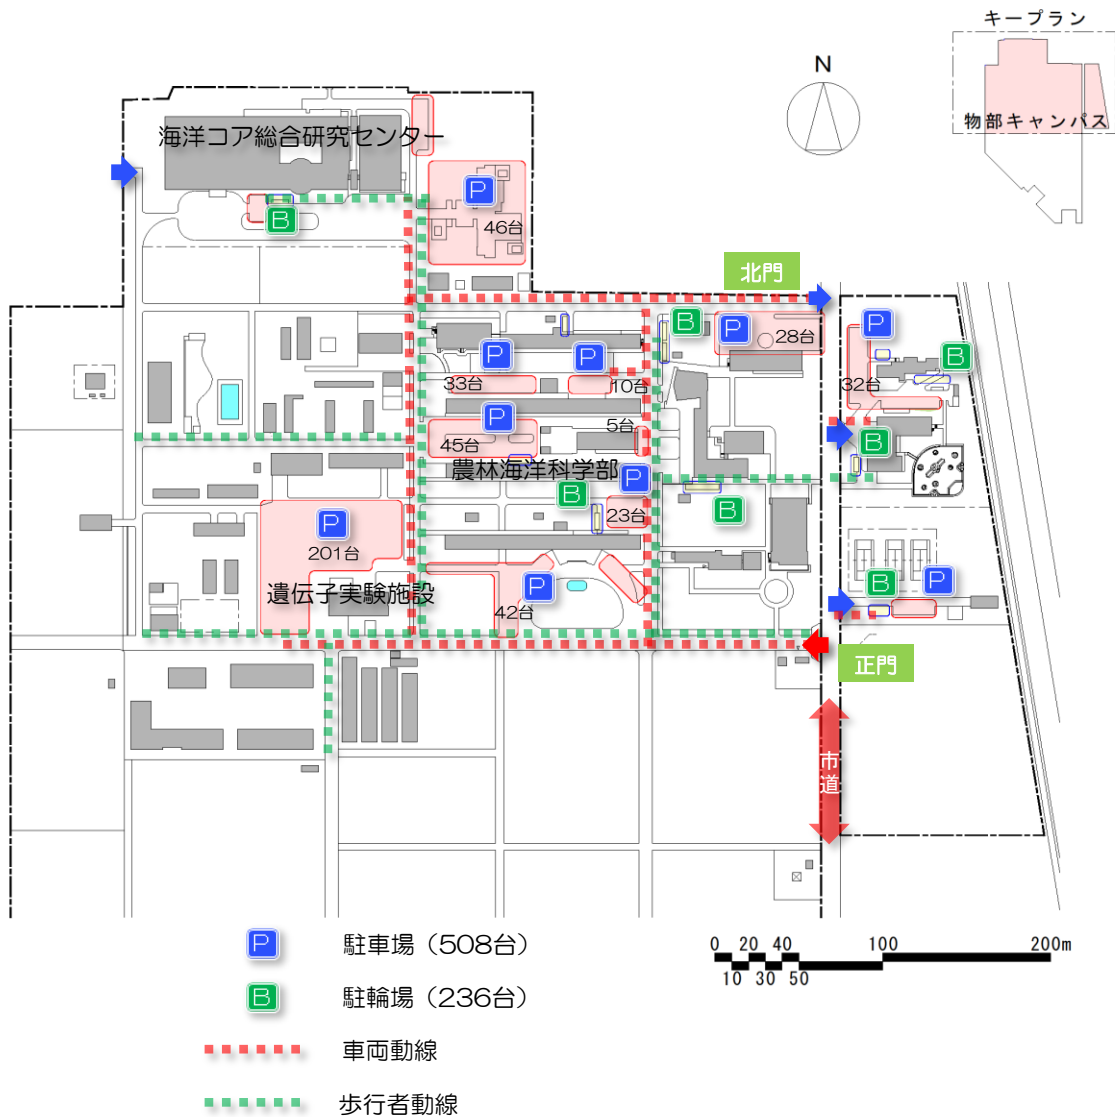 キープラン
物部キャンパス
N
海洋コア総合研究センター
P
46台
B
北門
B
P
28台
P
B
32台
P
33台
P
10台
P
45台
5台
B
農林海洋科学部
P
B
23台
B
P
201台
遺伝子実験施設
P
42台
B
P
正門
市道
P 駐車場（508台）
B 駐輪場（236台）
車両動線
歩行者動線
0 20 40 100 200m
10 30 50